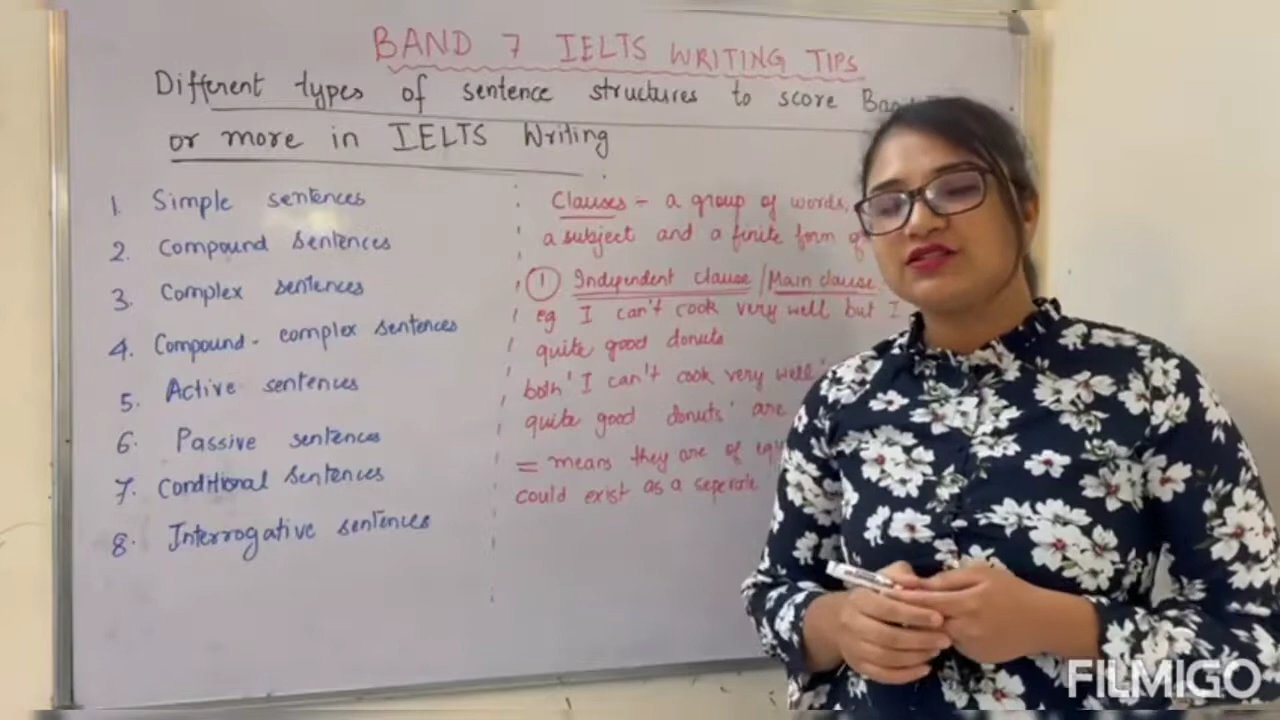 BAND 7 IELTS WRITING TIPS
Different types of sentence structures to score
or more in IELTS Writing
1. Simple sentences
2. Compound Sentences
3. Complex sentences
4. Compound-complex sentences
5. Active sentences
6. Passive sentences
7. Conditional Sentences
8. Interrogative sentences
Clauses - a group of words,
a subject and a finite form
① Independent clause / Main clause
eg I can't cook very well but I
quite good donuts
both 'I can't cook very well'
quite good donuts' are
= means they are of
could exist as a seperate
FILMIGO